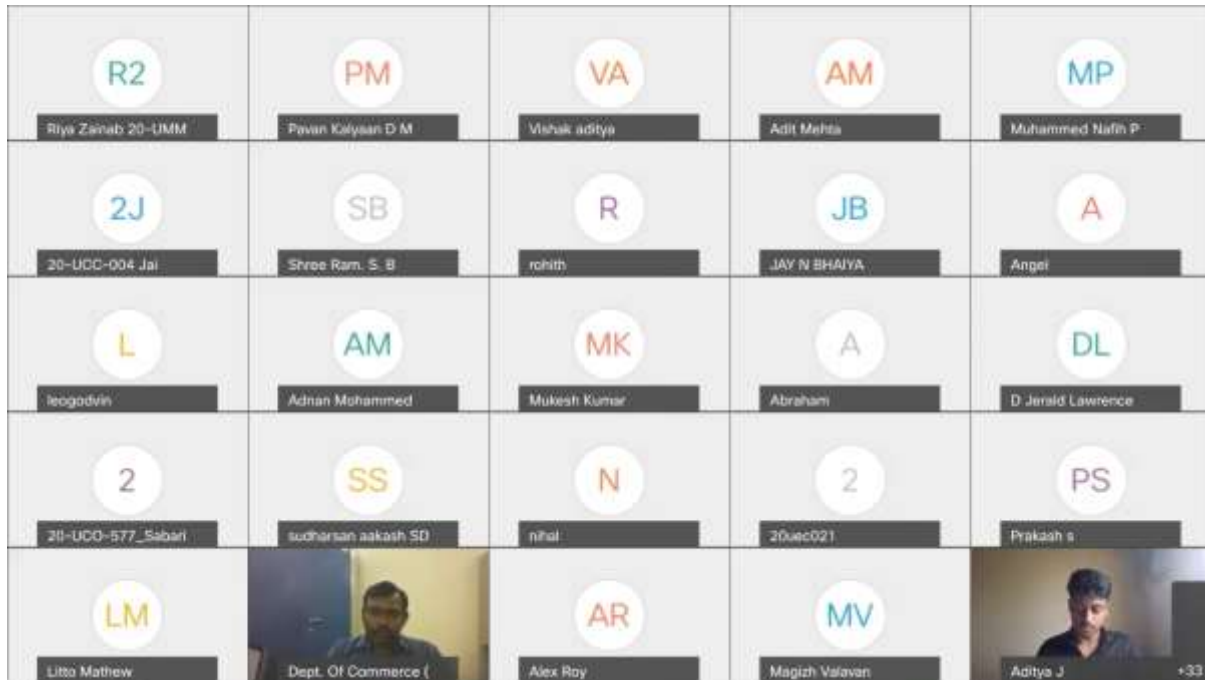 R2
Riya Zainab 20-UMM
PM
Pavan Kalyaan D M
VA
Vishak aditya
AM
Adit Mehta
MP
Muhammed Nafih P
2J
20-UCC-004 Jai
SB
Shree Ram. S. B
R
rohith
JB
JAY N BHAIYA
A
Angel
L
leogodvin
AM
Adnan Mohammed
MK
Mukesh Kumar
A
Abraham
DL
D Jerald Lawrence
2
20-UCO-577_Sabari
SS
sudharsan aakash SD
N
nihal
2
20uec021
PS
Prakash s
LM
Litto Mathew
Dept. Of Commerce (
AR
Alex Roy
MV
Magizh Valavan
Aditya J
+33